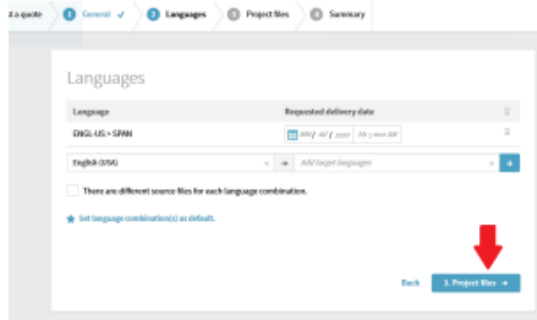 t a quote 1 General ✓ 2 Languages 3 Project files 4 Summary
Languages
Language Requested delivery date
ENGL-US > SPAN
English (USA) → Add target languages +
There are different source files for each language combination.
Set language combination(s) as default.
Back 3. Project files →